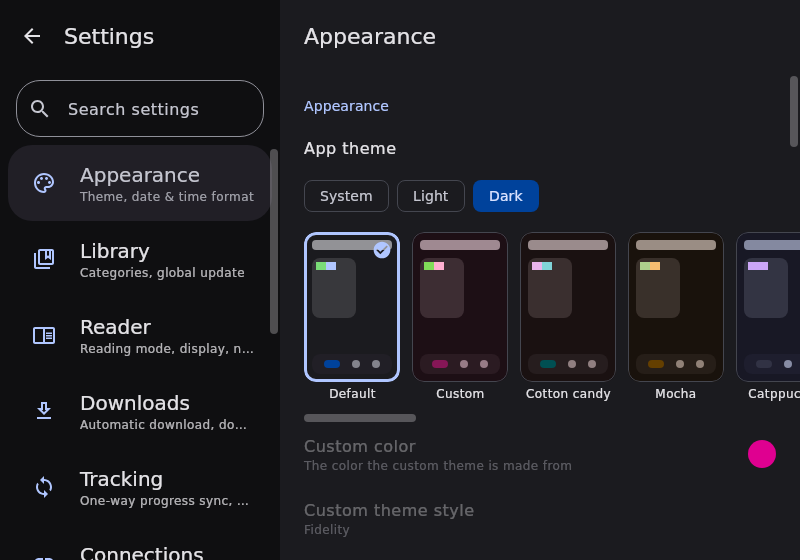 Settings
Search settings
Appearance
Theme, date & time format
Library
Categories, global update
Reader
Reading mode, display, n...
Downloads
Automatic download, do...
Tracking
One-way progress sync, ...
Connections
Appearance
Appearance
App theme
System
Light
Dark
Default
Custom
Cotton candy
Mocha
Catppuc
Custom color
The color the custom theme is made from
Custom theme style
Fidelity